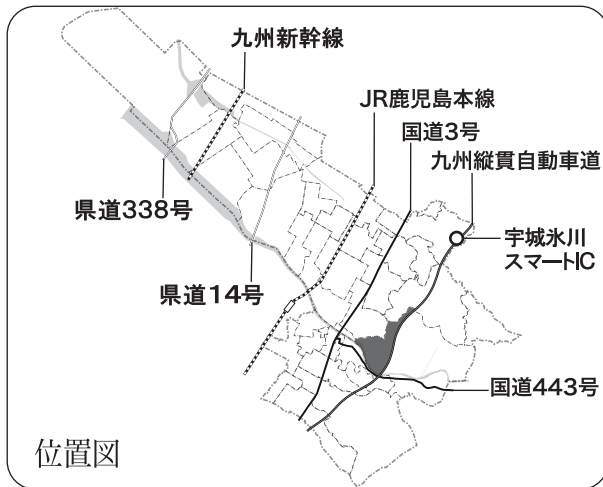 九州新幹線
JR鹿児島本線
国道3号
九州縦貫自動車道
宇城氷川
スマートIC
県道338号
県道14号
国道443号
位置図